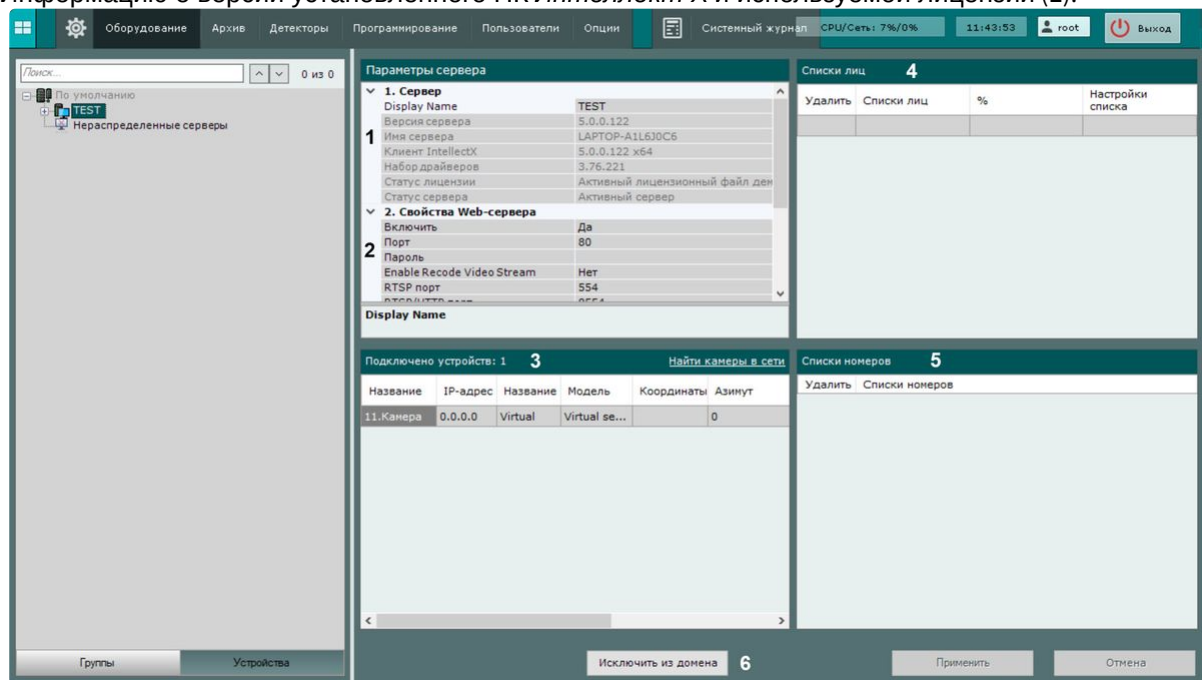 Информацию о версии установленного ПК Интеллект X и используемой лицензии (1).
Оборудование Архив Детекторы Программирование Пользователи Опции Системный журнал CPU/Сеть: 7%/0% 11:43:53 root Выход
Поиск... 0 из 0
По умолчанию
TEST
Нераспределенные серверы
Группы Устройства
Параметры сервера
1. Сервер
Display Name TEST
Версия сервера 5.0.0.122
1 Имя сервера LAPTOP-A1L6J0C6
Клиент IntellectX 5.0.0.122 x64
Набор драйверов 3.76.221
Статус лицензии Активный лицензионный файл дем
Статус сервера Активный сервер
2. Свойства Web-сервера
Включить Да
Порт 80
2 Пароль
Enable Recode Video Stream Нет
RTSP порт 554
Display Name
Списки лиц 4
Удалить Списки лиц % Настройки списка
Подключено устройств: 1 3 Найти камеры в сети
Название IP-адрес Название Модель Координаты Азимут
11.Камера 0.0.0.0 Virtual Virtual se... 0
Списки номеров 5
Удалить Списки номеров
Исключить из домена 6 Применить Отмена